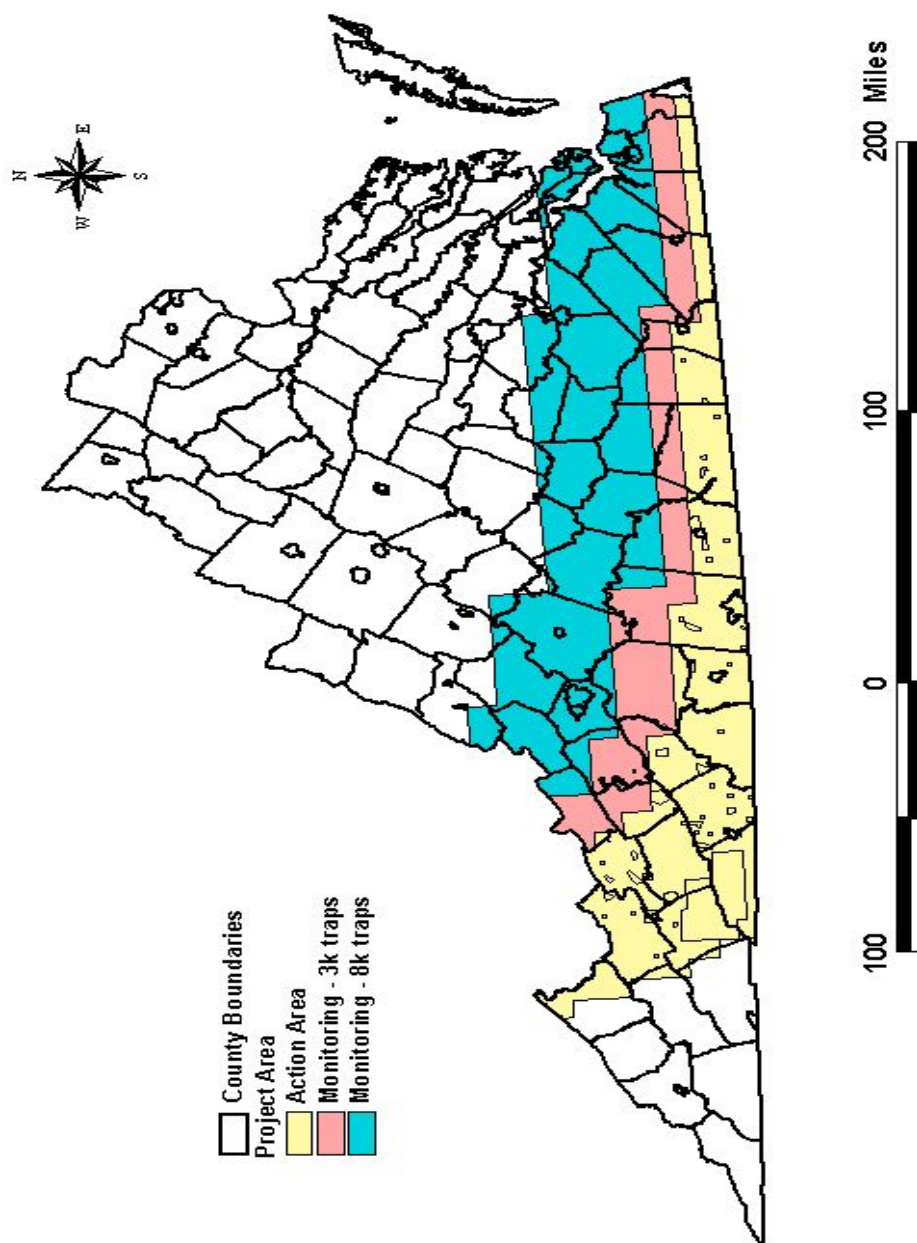 N
W E
S
County Boundaries
Project Area
Action Area
Monitoring - 3k traps
Monitoring - 8k traps
100 0 100 200 Miles